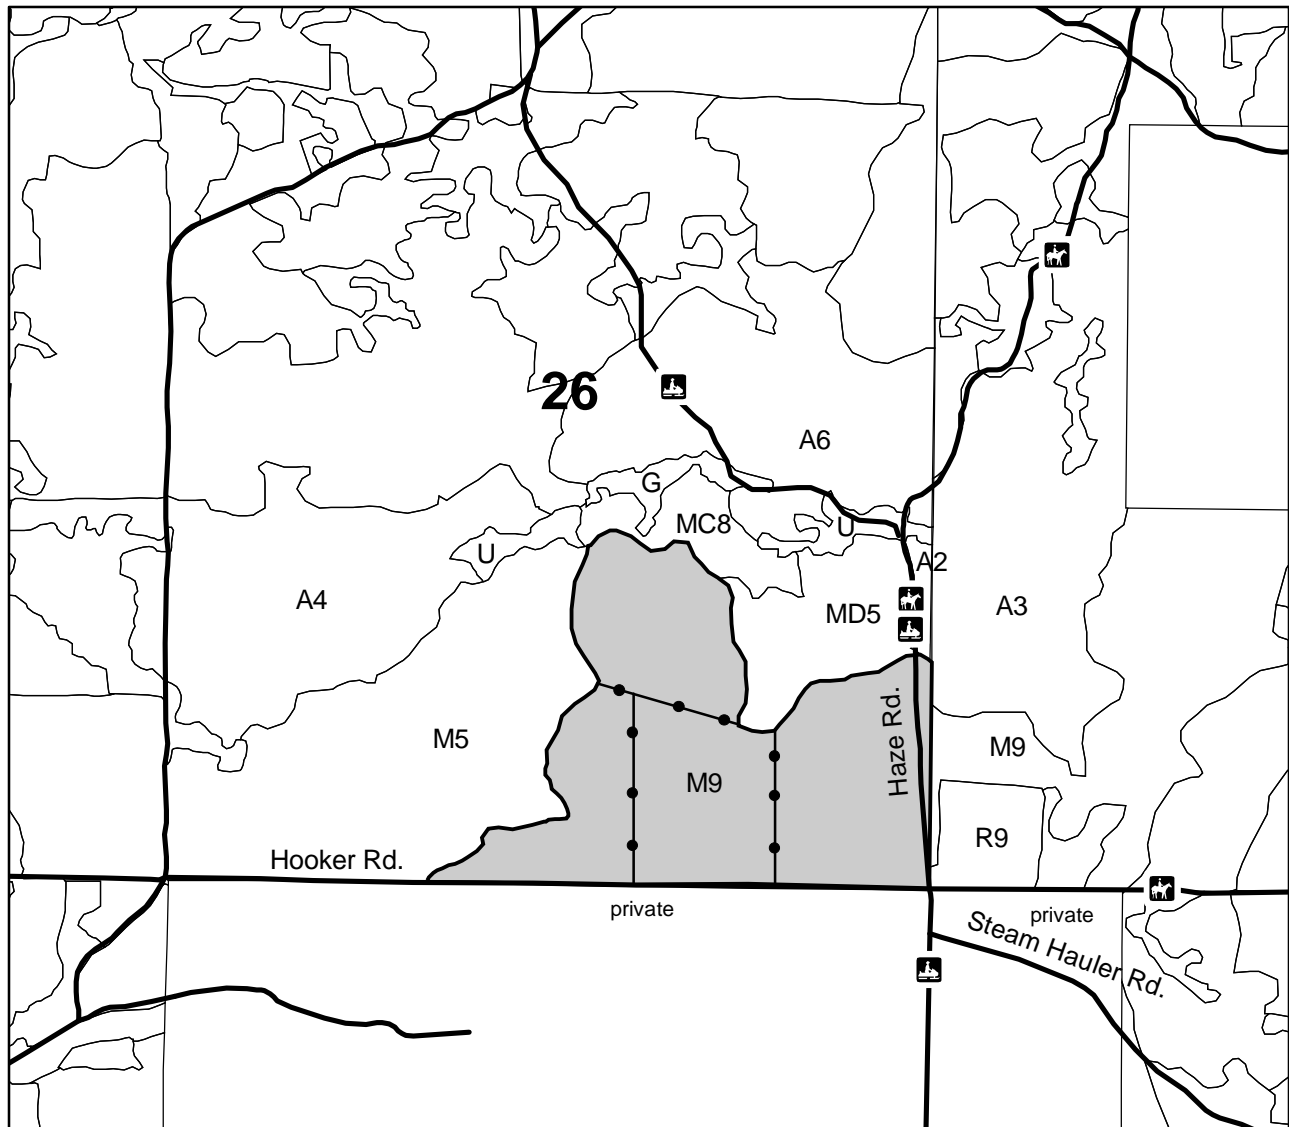 26
A6
G
MC8
U
U
A2
A4
MD5
A3
M5
Haze Rd.
M9
M9
R9
Hooker Rd.
private
private
Steam Hauler Rd.